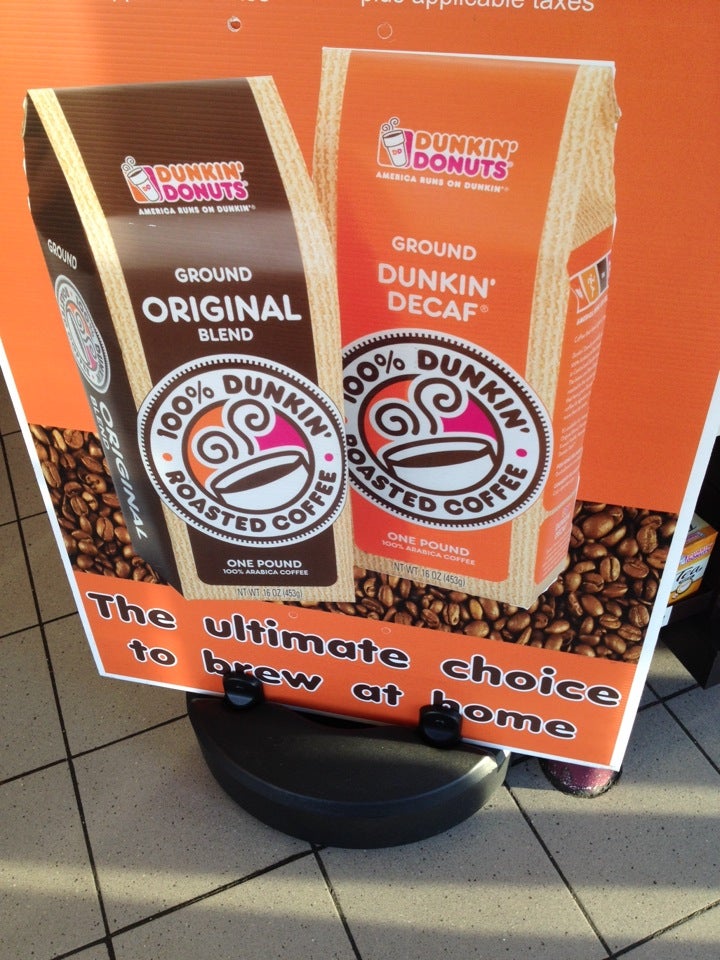 plus applicable taxes
DUNKIN'
DONUTS
AMERICA RUNS ON DUNKIN'®
GROUND
ORIGINAL
BLEND
100% DUNKIN'
ROASTED COFFEE
ONE POUND
100% ARABICA COFFEE
NT WT 16 OZ (453g)
GROUND
ORIGINAL
BLEND
DUNKIN'
DONUTS®
AMERICA RUNS ON DUNKIN'®
GROUND
DUNKIN'
DECAF®
100% DUNKIN'
ROASTED COFFEE
ONE POUND
100% ARABICA COFFEE
NT WT 16 OZ (453g)
The ultimate choice
to brew at home